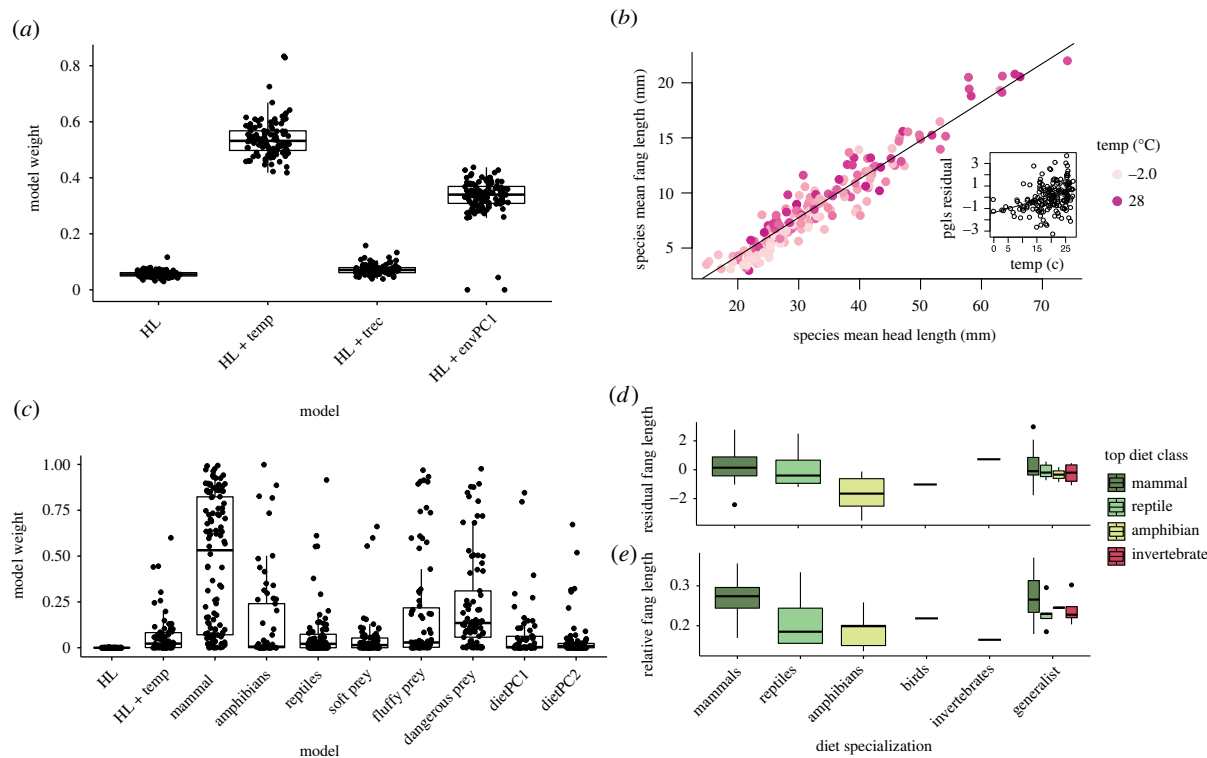 (a)
model weight
0.8
0.6
0.4
0.2
0
HL
HL + temp
HL + trec
HL + envPC1
model
(b)
species mean fang length (mm)
20
15
10
5
20 30 40 50 60 70
species mean head length (mm)
pgls residual
3
1
−1
−3
0 5 15 25
temp (c)
temp (°C)
−2.0
28
(c)
model weight
1.00
0.75
0.50
0.25
0
HL
HL + temp
mammal
amphibians
reptiles
soft prey
fluffy prey
dangerous prey
dietPC1
dietPC2
model
(d)
residual fang length
2
0
−2
(e)
relative fang length
0.3
0.2
mammals
reptiles
amphibians
birds
invertebrates
generalist
diet specialization
top diet class
mammal
reptile
amphibian
invertebrate